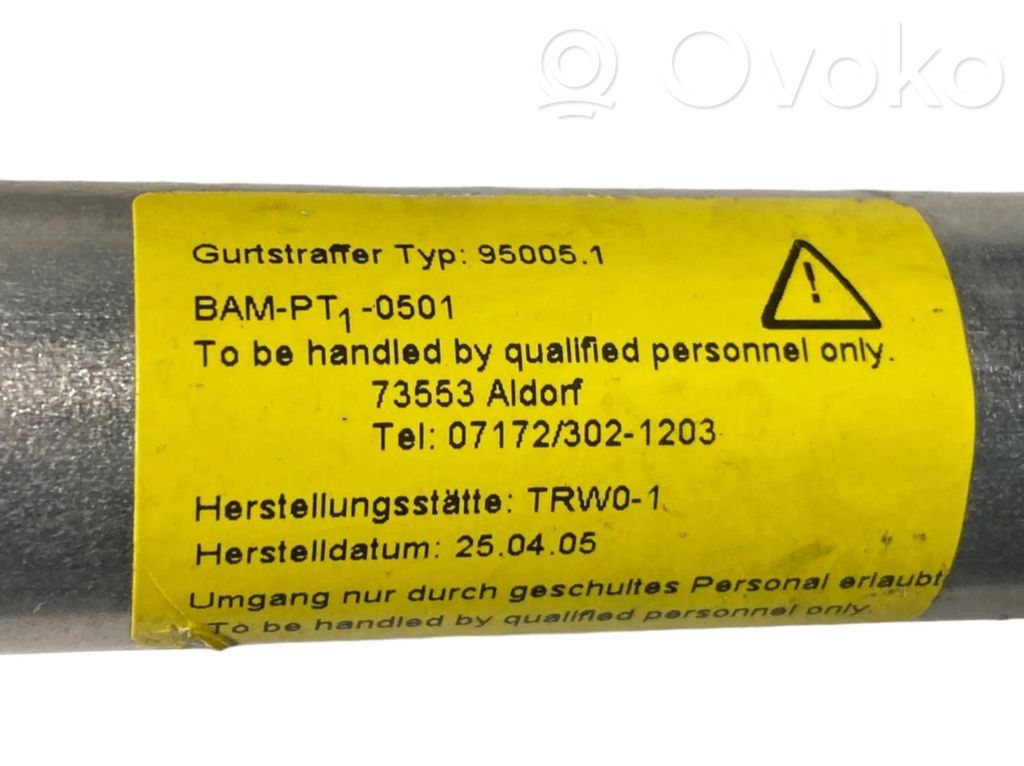 Ovoko
Gurtstraffer Typ: 95005.1
BAM-PT1-0501
To be handled by qualified personnel only.
73553 Aldorf
Tel: 07172/302-1203
Herstellungsstätte: TRW0-1
Herstelldatum: 25.04.05
Umgang nur durch geschultes Personal erlaubt
To be handled by qualified personnel only.